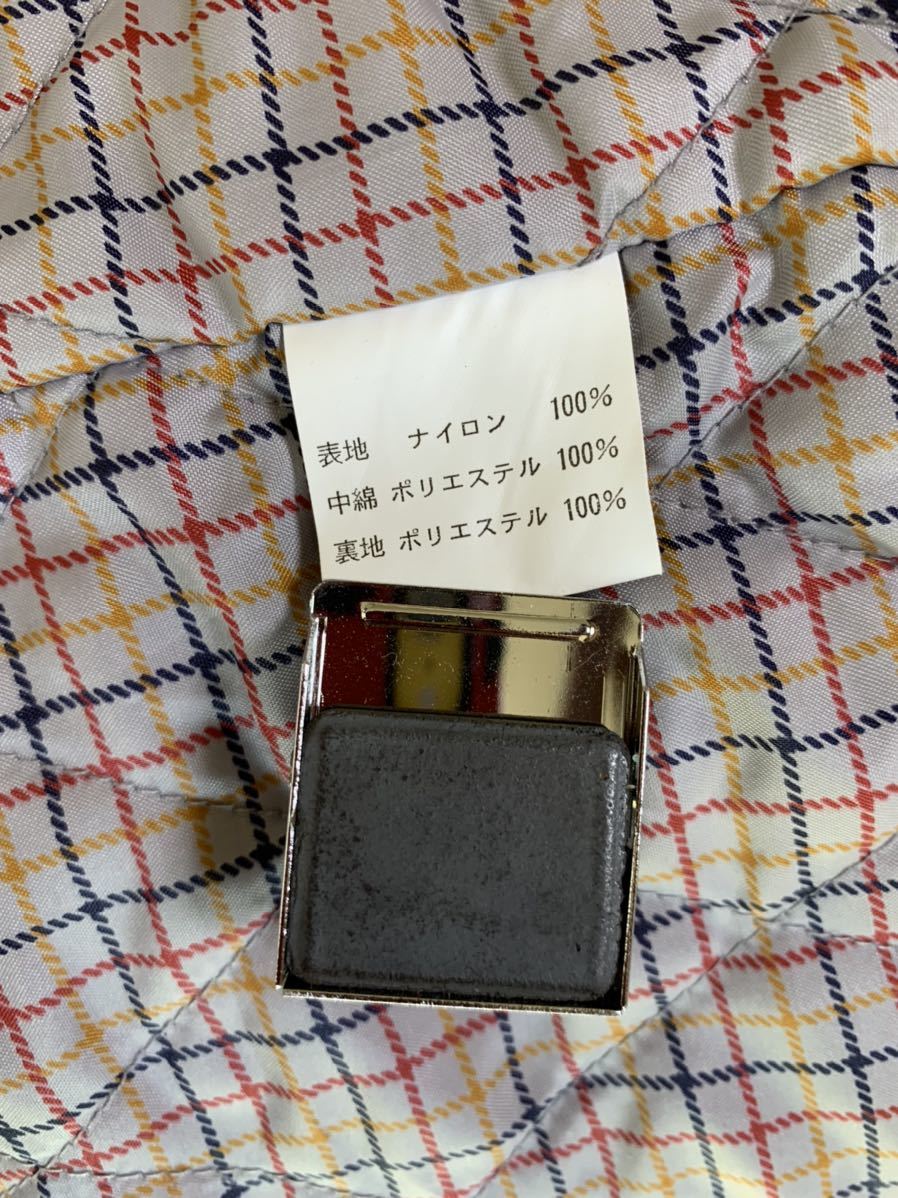 表地 ナイロン 100%
中綿 ポリエステル 100%
裏地 ポリエステル 100%